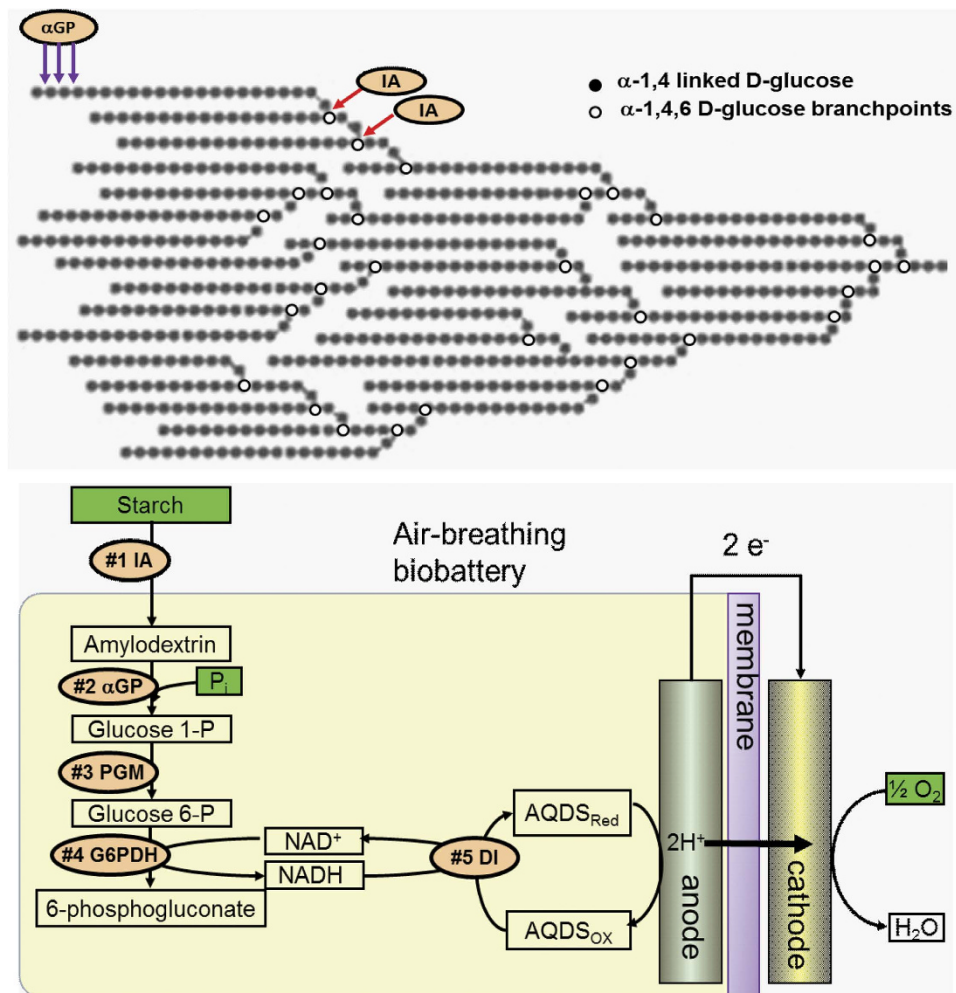 αGP
IA
IA
α-1,4 linked D-glucose
α-1,4,6 D-glucose branchpoints
Starch
#1 IA
Air-breathing
biobattery
2 e⁻
Amylodextrin
#2 αGP
Pᵢ
Glucose 1-P
#3 PGM
Glucose 6-P
#4 G6PDH
NAD⁺
NADH
6-phosphogluconate
#5 DI
AQDS_Red
AQDS_OX
2H⁺
anode
membrane
cathode
½ O₂
H₂O